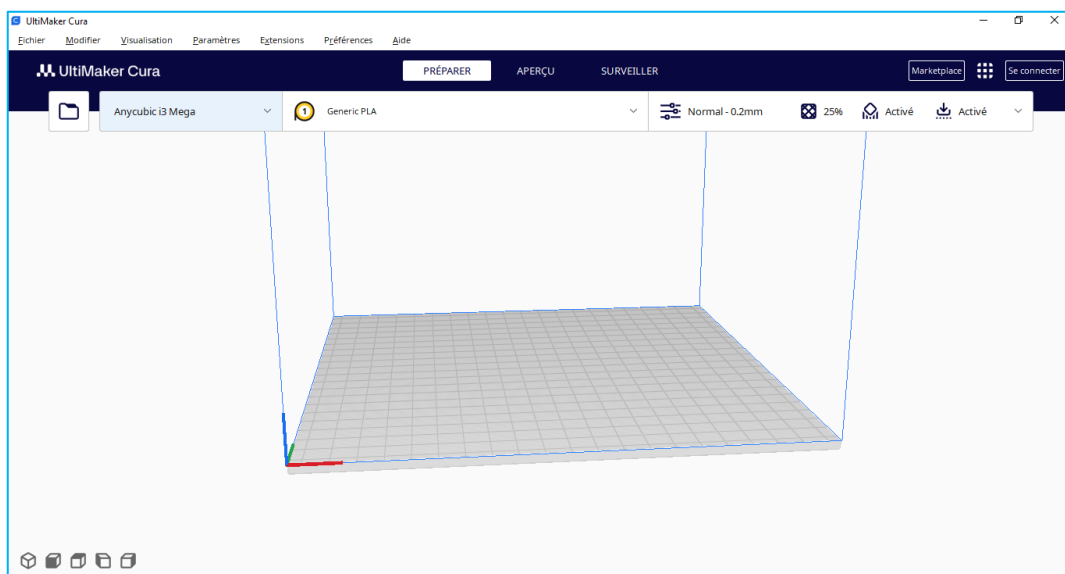 UltiMaker Cura
Fichier Modifier Visualisation Paramètres Extensions Préférences Aide
UltiMaker Cura PRÉPARER APERÇU SURVEILLER Marketplace Se connecter
Anycubic i3 Mega 1 Generic PLA Normal - 0.2mm 25% Activé Activé